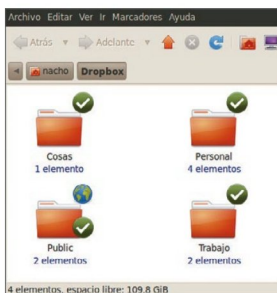 Archivo Editar Ver Ir Marcadores Ayuda
Atrás Adelante
nacho Dropbox
Cosas Personal
1 elemento 4 elementos
Public Trabajo
2 elementos 2 elementos
4 elementos, espacio libre: 109.8 GiB